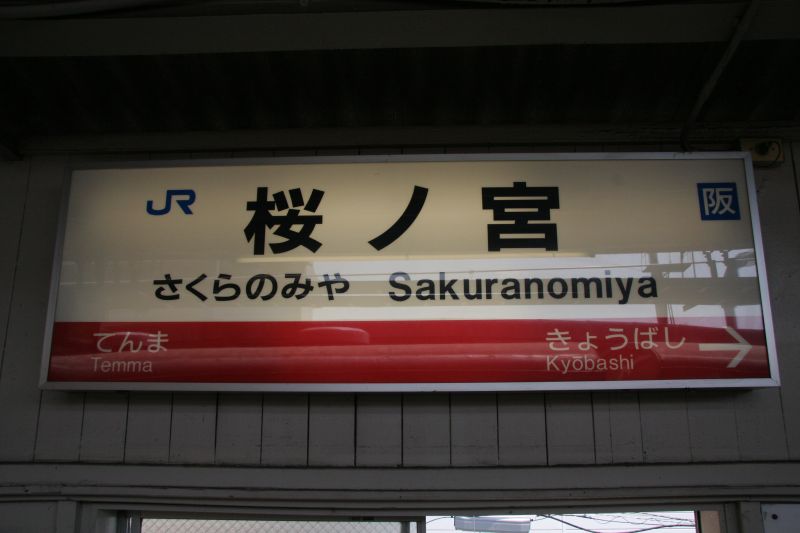 JR 桜ノ宮 阪
さくらのみや Sakuranomiya
てんま きょうばし →
Temma Kyōbashi